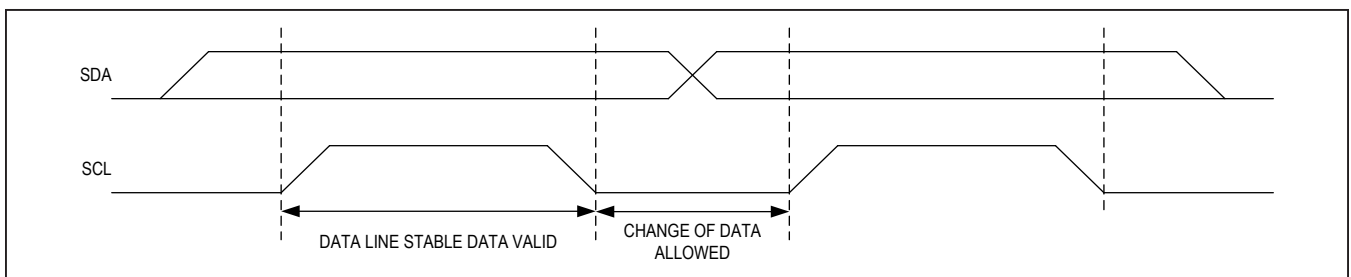 SDA
SCL
DATA LINE STABLE DATA VALID
CHANGE OF DATA
ALLOWED